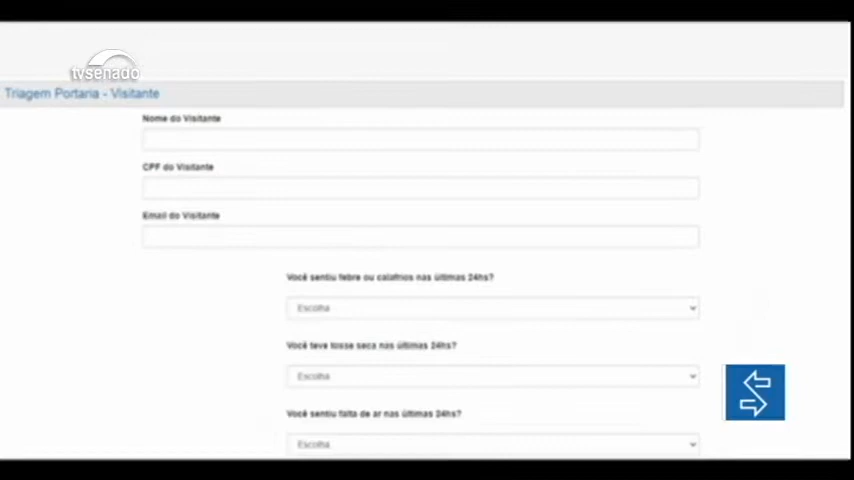 tvsenado
Triagem Portaria - Visitante
Nome do Visitante
CPF do Visitante
Email do Visitante
Você sentiu febre ou calafrios nas últimas 24hs?
Escolha
Você teve tosse seca nas últimas 24hs?
Escolha
Você sentiu falta de ar nas últimas 24hs?
Escolha